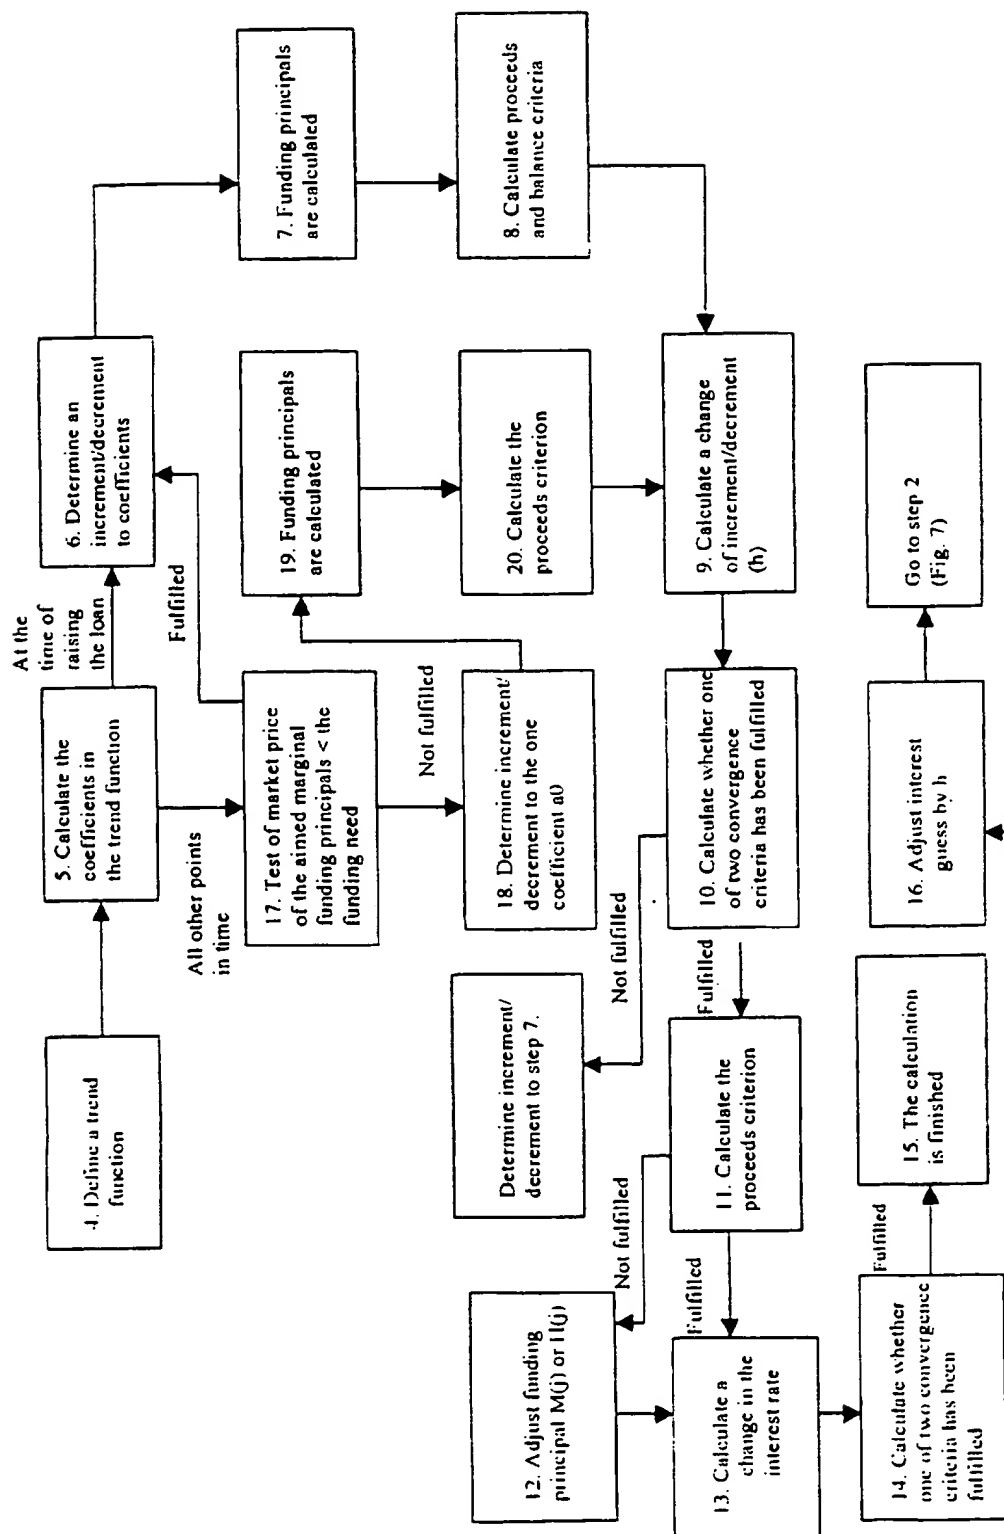 4. Define a trend
function
5. Calculate the
coefficients in
the trend function
At the
time of
raising
the loan
6. Determine an
increment/decrement
to coefficients
7. Funding principals
are calculated
8. Calculate proceeds
and balance criteria
All other points
in time
17. Test of market price
of the aimed marginal
funding principals < the
funding need
Fulfilled
Not fulfilled
18. Determine increment/
decrement to the one
coefficient a0
19. Funding principals
are calculated
20. Calculate the
proceeds criterion
9. Calculate a change
of increment/decrement
(h)
10. Calculate whether one
of two convergence
criteria has been fulfilled
Not fulfilled
Determine increment/
decrement to step 7.
Fulfilled
11. Calculate the
proceeds criterion
Not fulfilled
12. Adjust funding
principal M(j) or H(j)
Fulfilled
13. Calculate a
change in the
interest rate
14. Calculate whether
one of two convergence
criteria has been
fulfilled
Fulfilled
15. The calculation
is finished
16. Adjust interest
guess by h
Go to step 2
(Fig. 7)